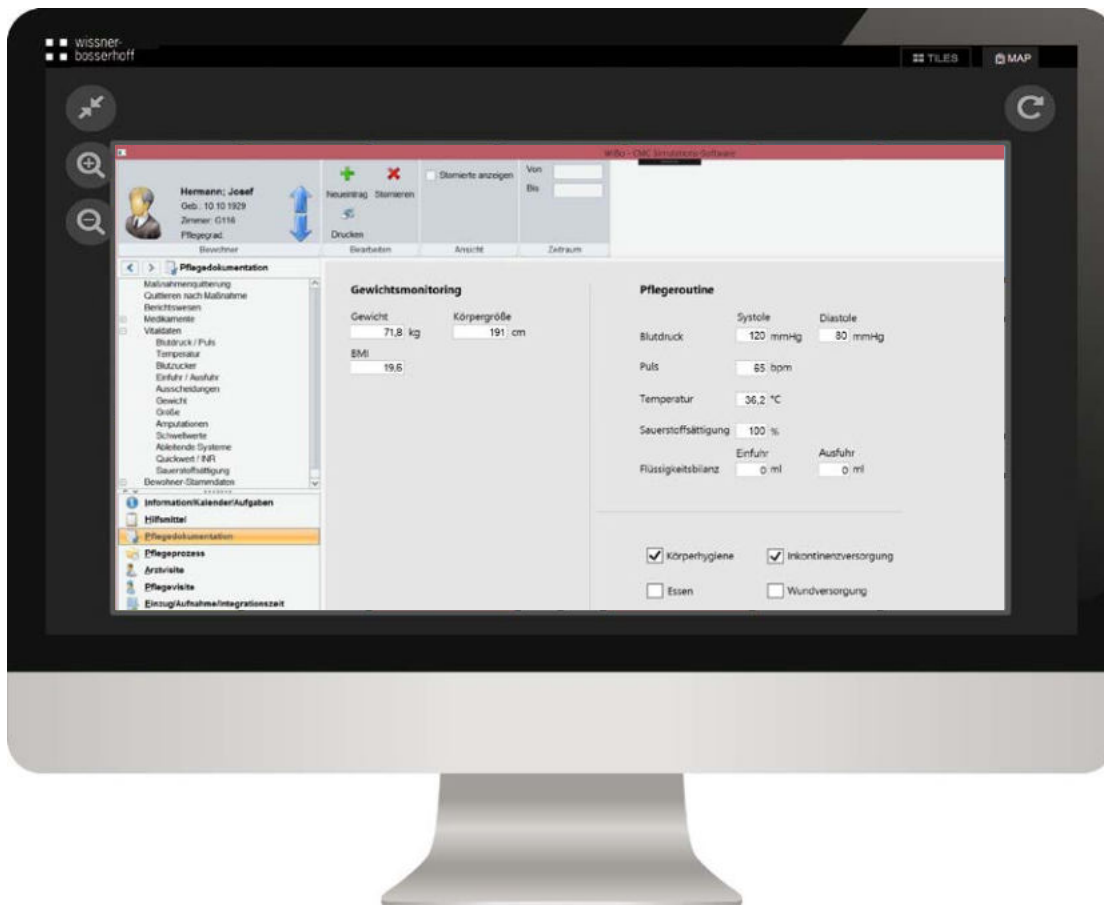 wissner-
bosserhoff
TILES
MAP
WiBo - CMC Simulations-Software
Hermann; Josef
Geb.: 10.10.1929
Zimmer: G116
Pflegegrad:
Bewohner
Neueintrag Stornieren
Drucken
Bearbeiten
Stornierte anzeigen
Ansicht
Von
Bis
Zeitraum
Pflegedokumentation
Maßnahmenquittierung
Quittieren nach Maßnahme
Berichtswesen
Medikamente
Vitaldaten
Blutdruck / Puls
Temperatur
Blutzucker
Einfuhr / Ausfuhr
Ausscheidungen
Gewicht
Größe
Amputationen
Schwellwerte
Ableitende Systeme
Quickwert / INR
Sauerstoffsättigung
Bewohner-Stammdaten
Information/Kalender/Aufgaben
Hilfsmittel
Pflegedokumentation
Pflegeprozess
Arztvisite
Pflegevisite
Einzug/Aufnahme/Integrationszeit
Gewichtsmonitoring
Gewicht Körpergröße
71,8 kg 191 cm
BMI
19,6
Pflegeroutine
Systole Diastole
Blutdruck 120 mmHg 80 mmHg
Puls 65 bpm
Temperatur 36,2 °C
Sauerstoffsättigung 100 %
Einfuhr Ausfuhr
Flüssigkeitsbilanz 0 ml 0 ml
Körperhygiene Inkontinenzversorgung
Essen Wundversorgung